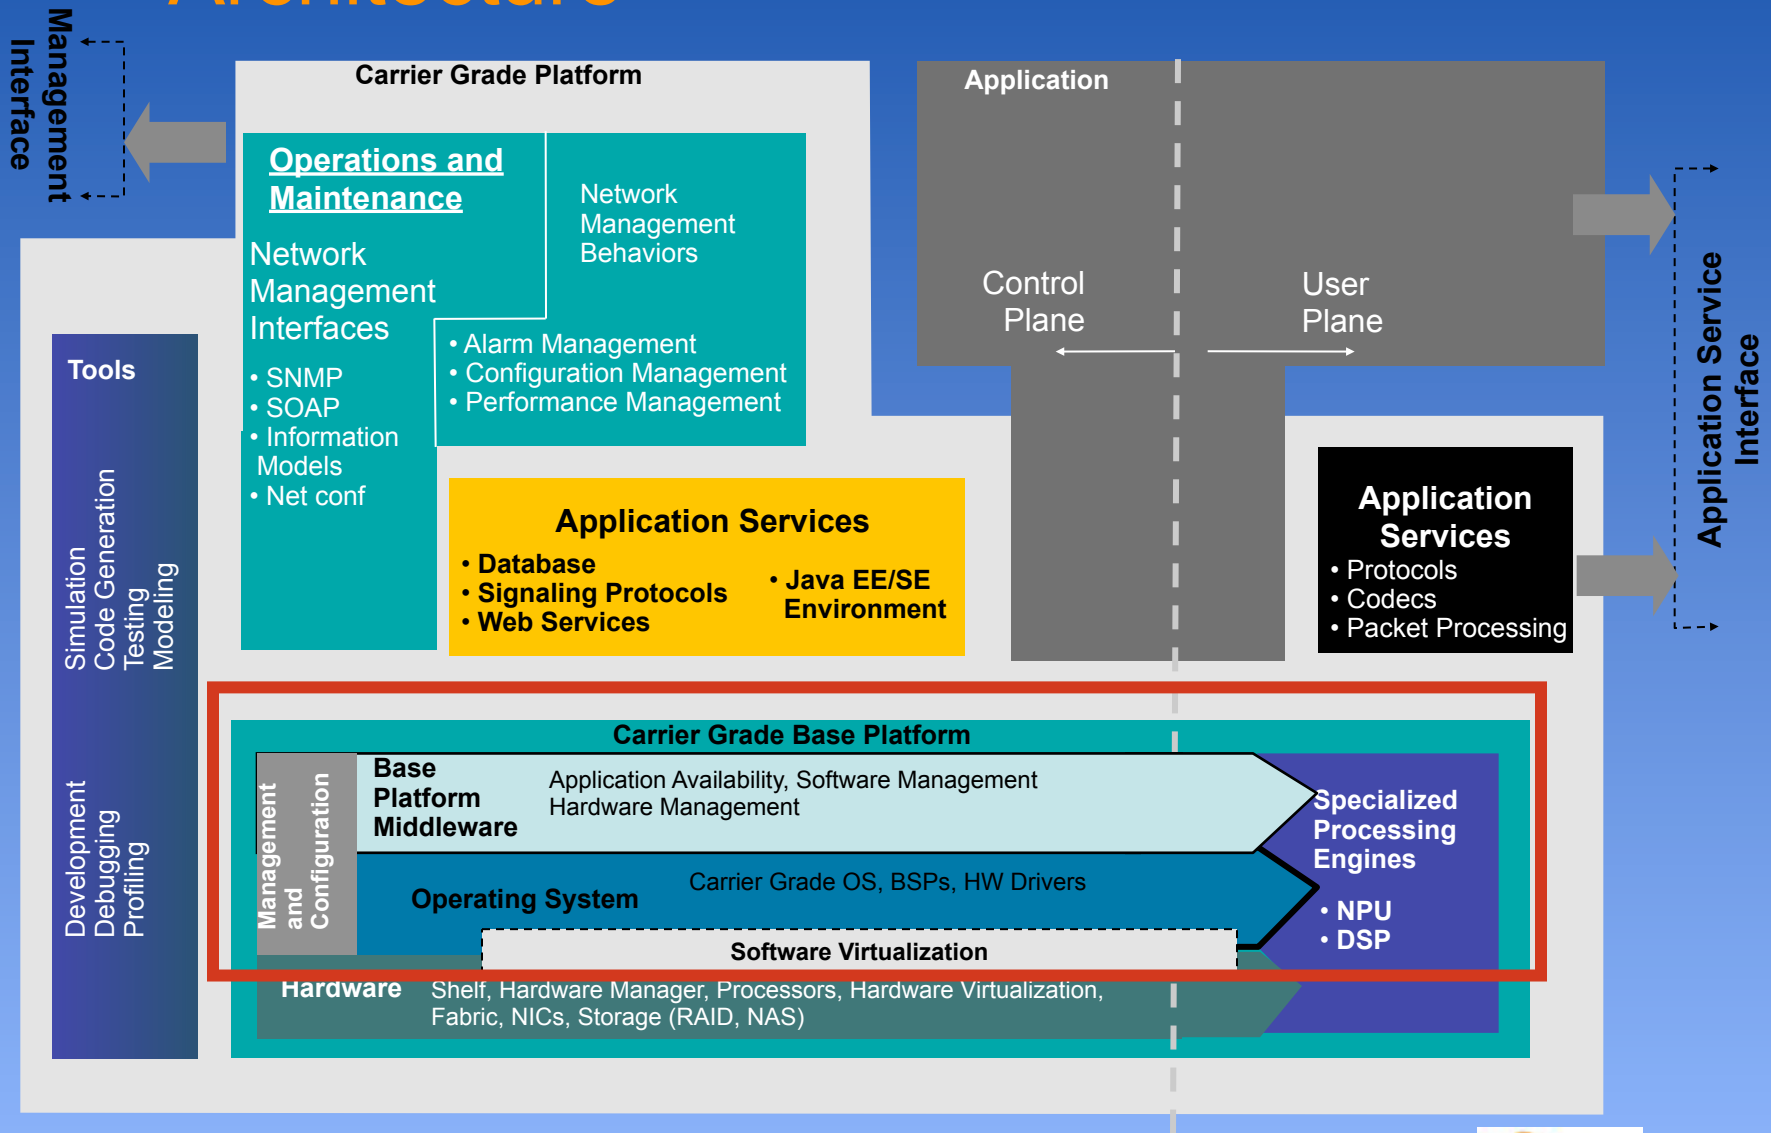 Architecture
Management
Interface
Carrier Grade Platform
Operations and
Maintenance
Network
Management
Interfaces
• SNMP
• SOAP
• Information
Models
• Net conf
Network
Management
Behaviors
• Alarm Management
• Configuration Management
• Performance Management
Application
Control
Plane
User
Plane
Application Service
Interface
Tools
Simulation
Code Generation
Testing
Modeling
Development
Debugging
Profiling
Application Services
• Database
• Signaling Protocols
• Web Services
• Java EE/SE
Environment
Application
Services
• Protocols
• Codecs
• Packet Processing
Carrier Grade Base Platform
Management
and
Configuration
Base
Platform
Middleware
Application Availability, Software Management
Hardware Management
Operating System
Carrier Grade OS, BSPs, HW Drivers
Software Virtualization
Specialized
Processing
Engines
• NPU
• DSP
Hardware
Shelf, Hardware Manager, Processors, Hardware Virtualization,
Fabric, NICs, Storage (RAID, NAS)